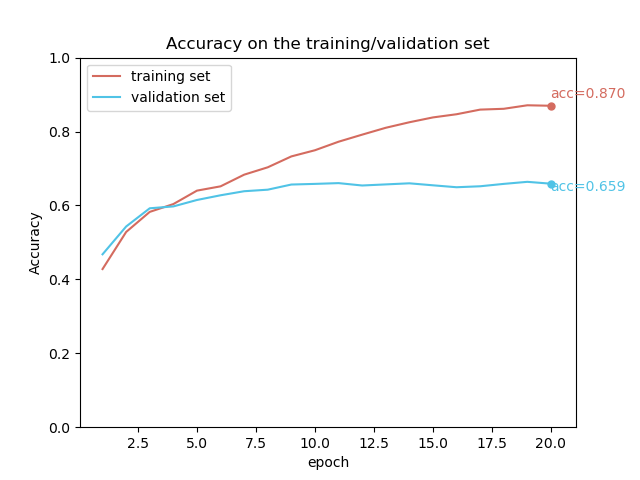 Accuracy on the training/validation set
training set
validation set
acc=0.870
acc=0.659
Accuracy
1.0
0.8
0.6
0.4
0.2
0.0
2.5 5.0 7.5 10.0 12.5 15.0 17.5 20.0
epoch